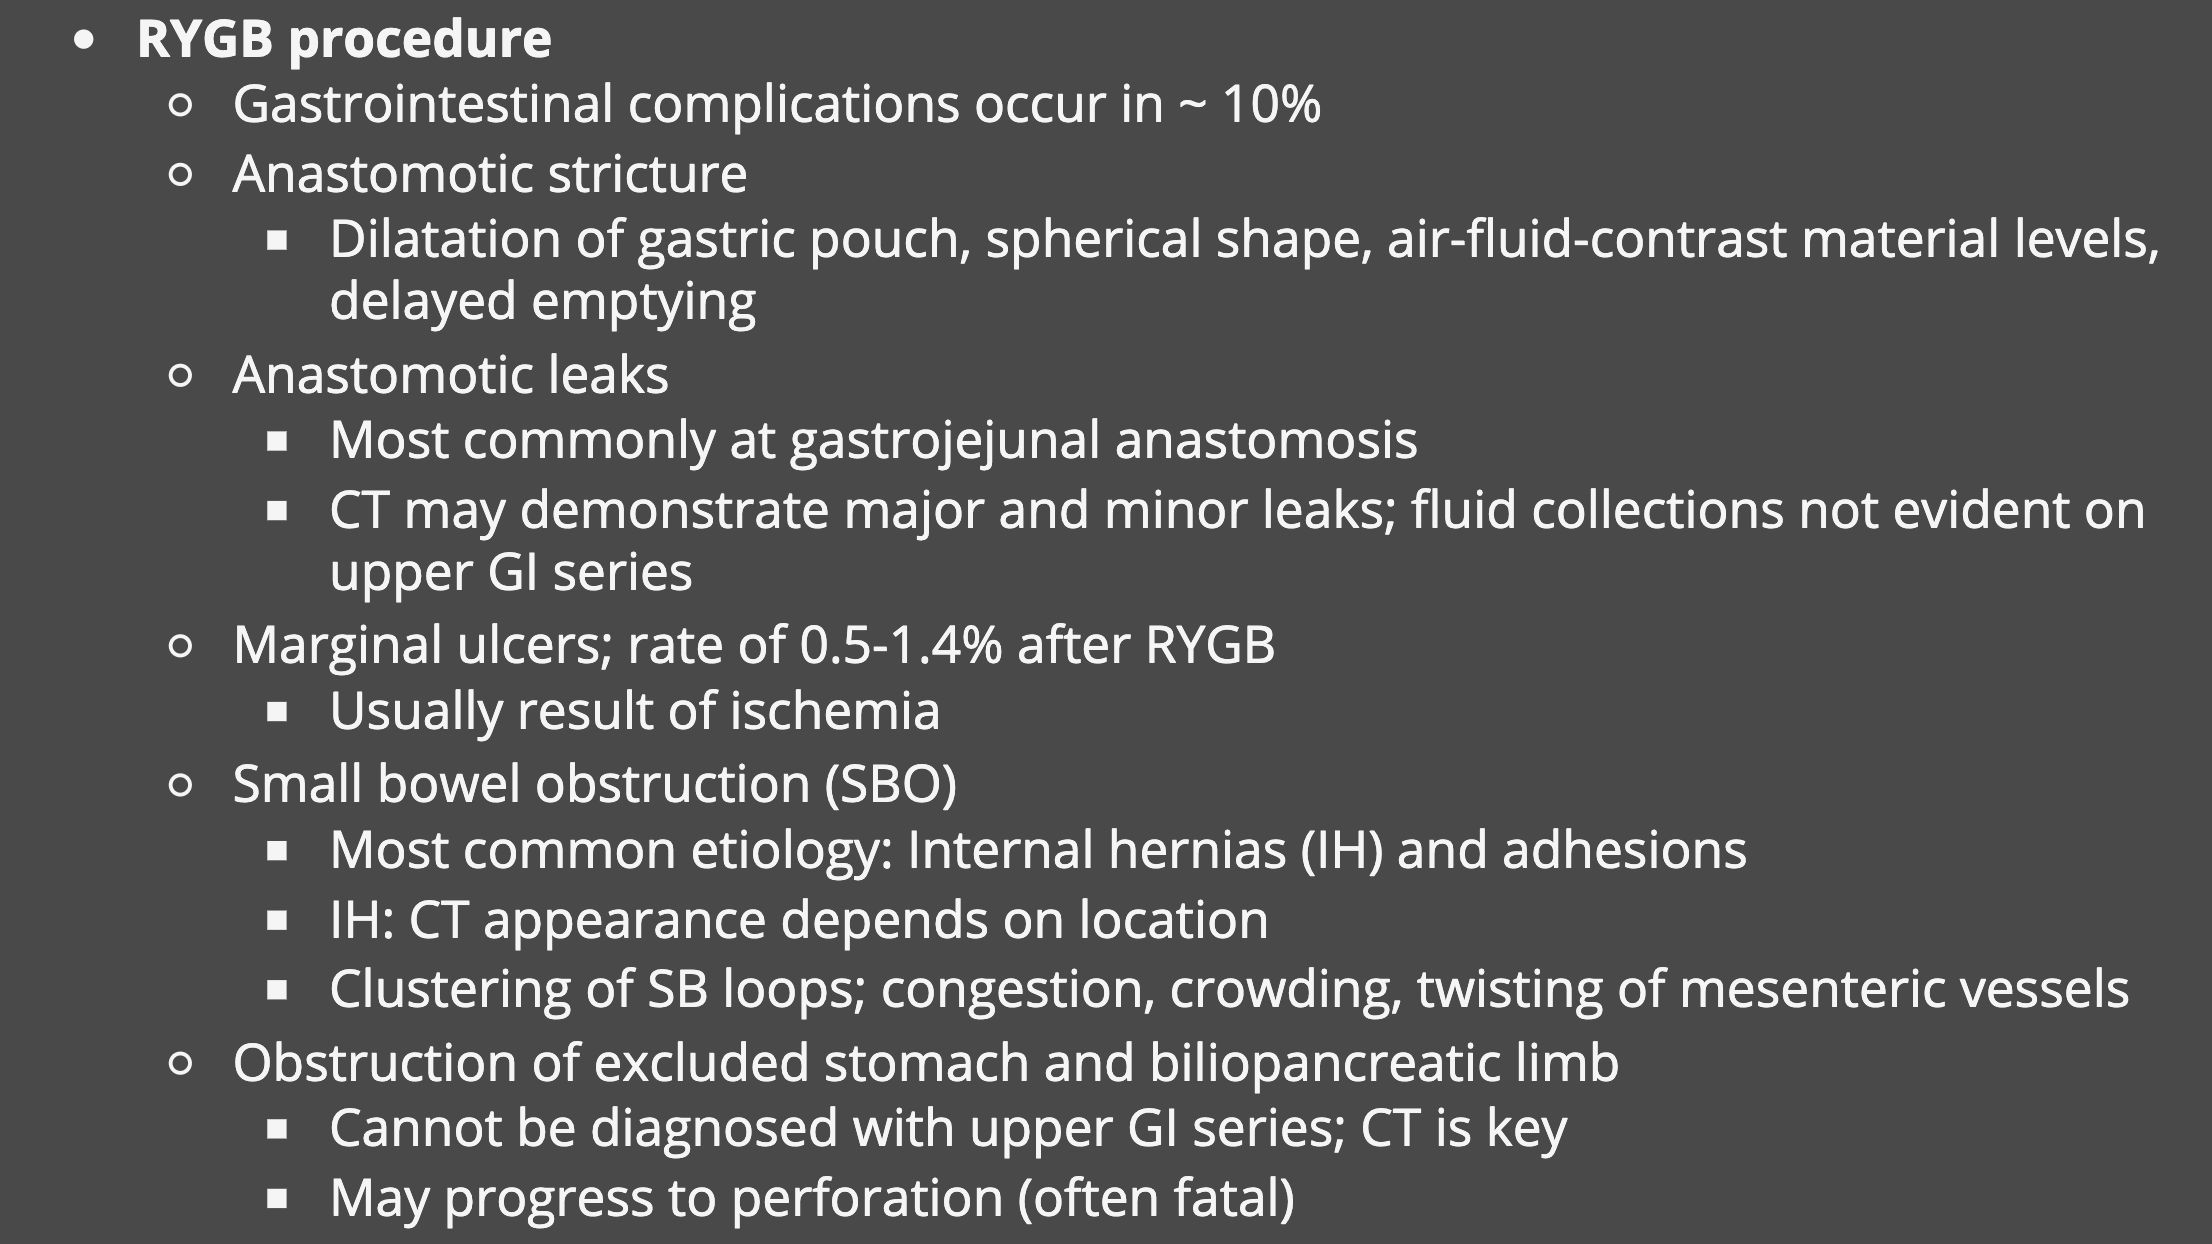 • RYGB procedure
○ Gastrointestinal complications occur in ~ 10%
○ Anastomotic stricture
▪ Dilatation of gastric pouch, spherical shape, air-fluid-contrast material levels,
delayed emptying
○ Anastomotic leaks
▪ Most commonly at gastrojejunal anastomosis
▪ CT may demonstrate major and minor leaks; fluid collections not evident on
upper GI series
○ Marginal ulcers; rate of 0.5-1.4% after RYGB
▪ Usually result of ischemia
○ Small bowel obstruction (SBO)
▪ Most common etiology: Internal hernias (IH) and adhesions
▪ IH: CT appearance depends on location
▪ Clustering of SB loops; congestion, crowding, twisting of mesenteric vessels
○ Obstruction of excluded stomach and biliopancreatic limb
▪ Cannot be diagnosed with upper GI series; CT is key
▪ May progress to perforation (often fatal)